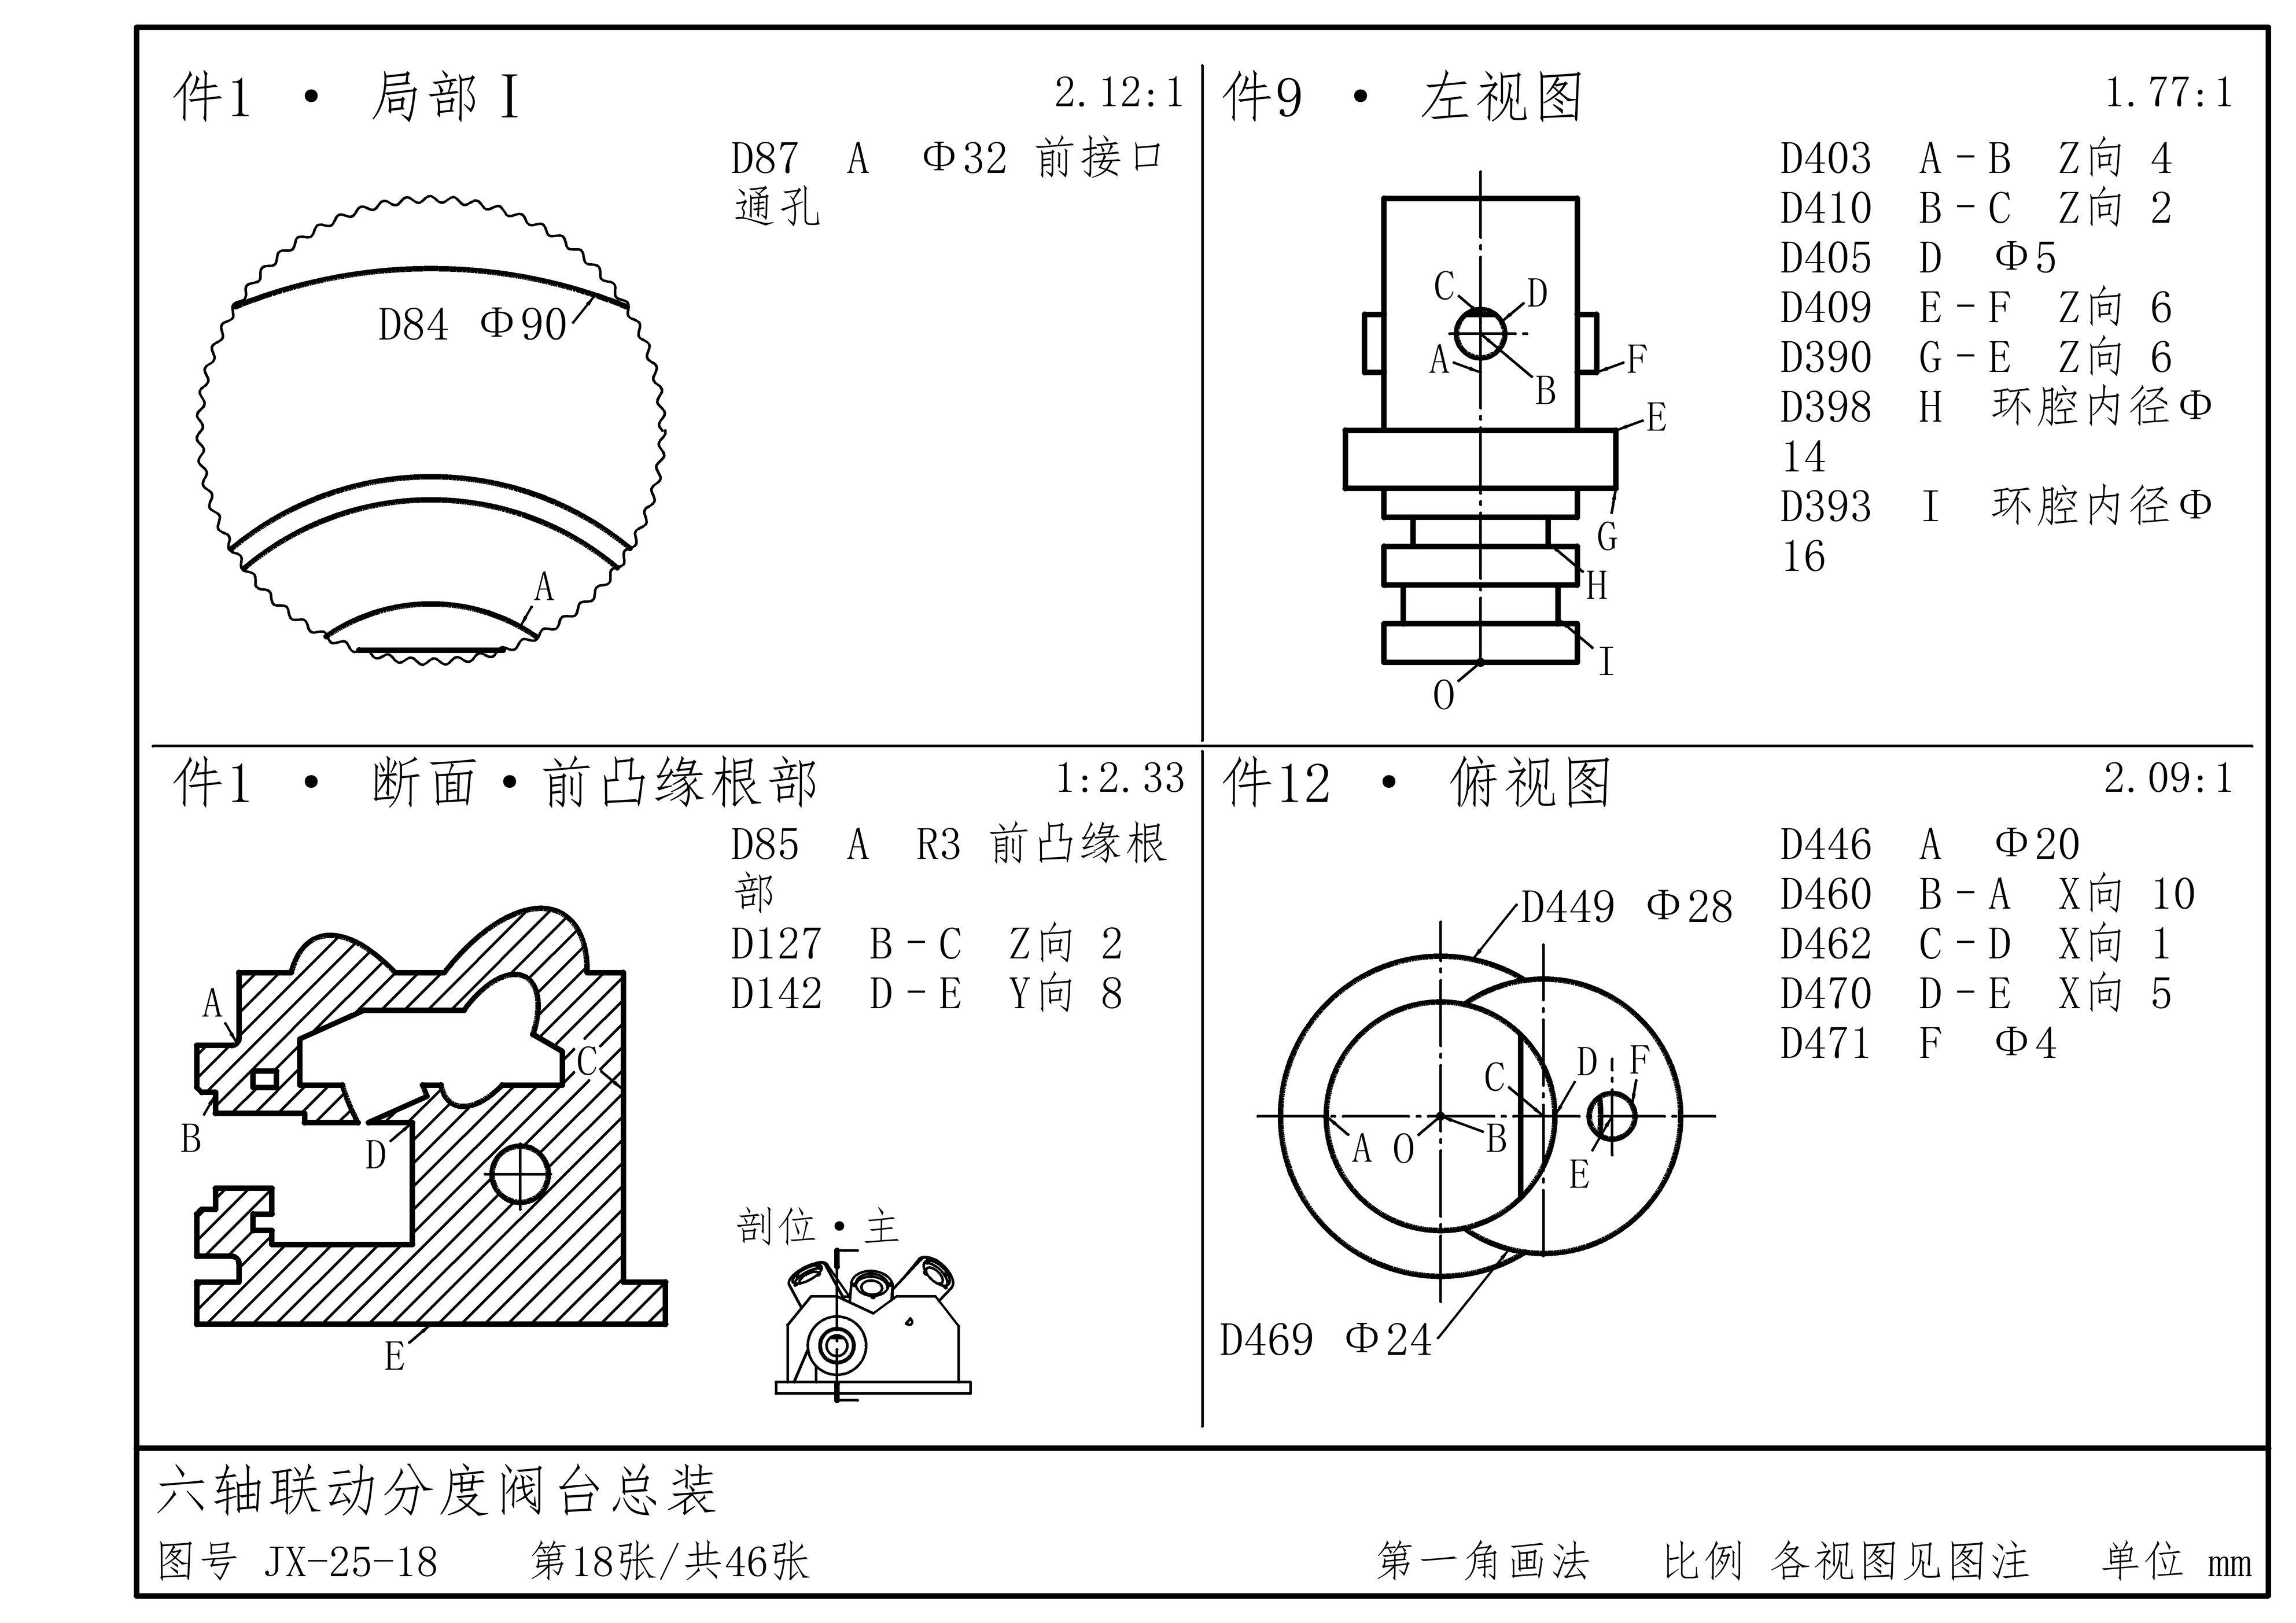 件1 · 局部 I
2.12:1
D87 A Φ32 前接口
通孔
D84 Φ90
A
件9 · 左视图
1.77:1
D403 A-B Z向 4
D410 B-C Z向 2
D405 D Φ5
D409 E-F Z向 6
D390 G-E Z向 6
D398 H 环腔内径Φ
14
D393 I 环腔内径Φ
16
C
D
A
B
F
E
G
H
I
O
件1 · 断面·前凸缘根部
1:2.33
D85 A R3 前凸缘根
部
D127 B-C Z向 2
D142 D-E Y向 8
A
C
B
D
E
剖位·主
件12 · 俯视图
2.09:1
D446 A Φ20
D460 B-A X向 10
D462 C-D X向 1
D470 D-E X向 5
D471 F Φ4
D449 Φ28
C
D
F
A
O
B
E
D469 Φ24
六轴联动分度阀台总装
图号 JX-25-18 第18张/共46张
第一角画法 比例 各视图见图注 单位 mm